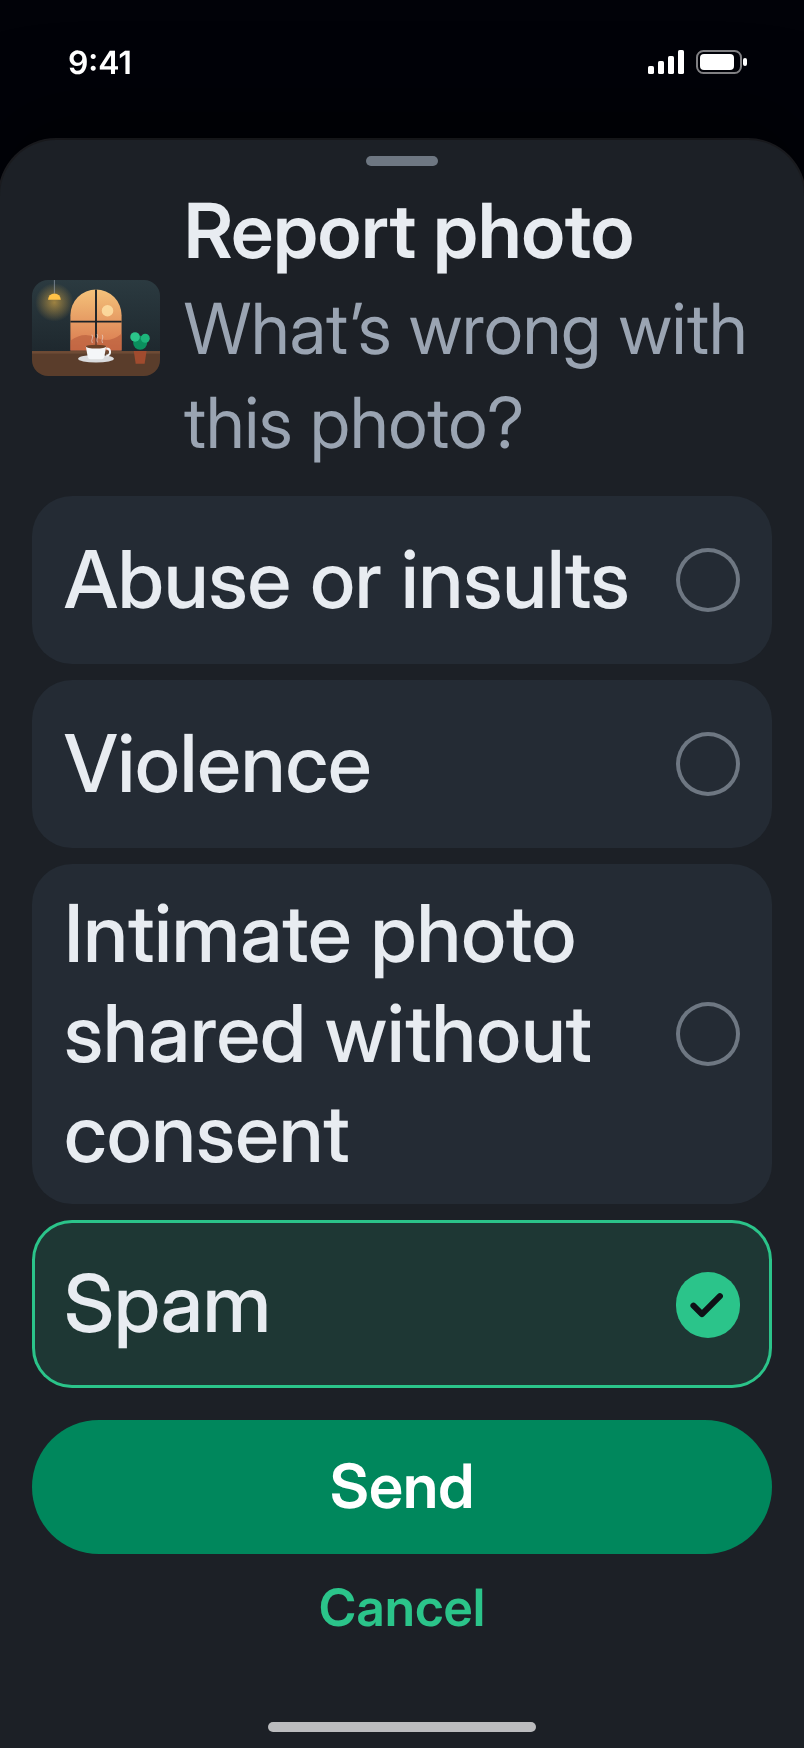 9:41
Report photo
What’s wrong with
this photo?
Abuse or insults
Violence
Intimate photo
shared without
consent
Spam
Send
Cancel